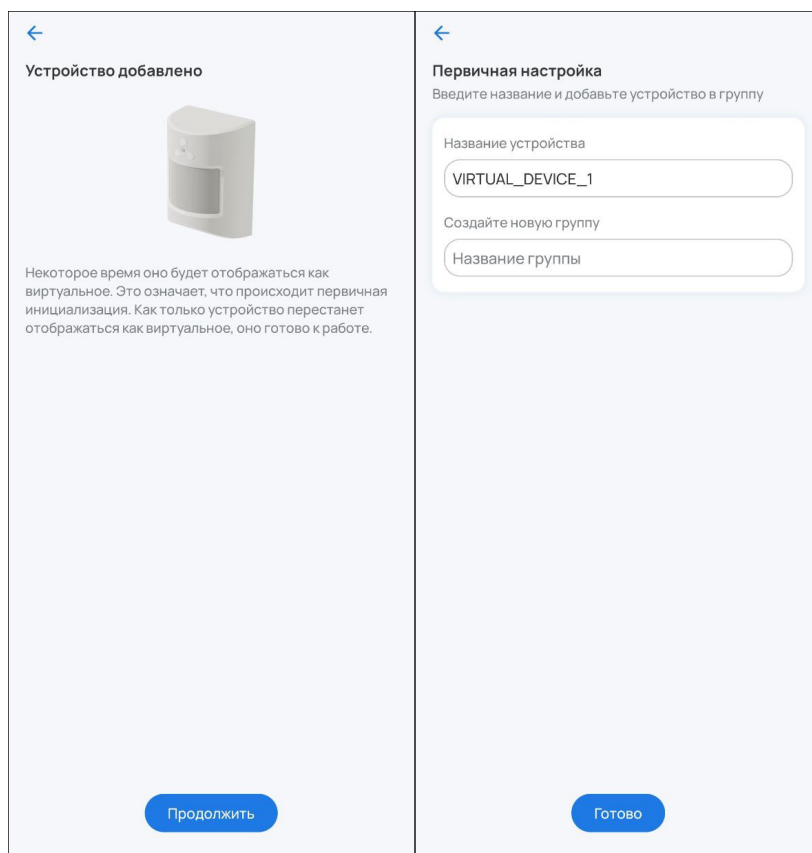 Устройство добавлено
Некоторое время оно будет отображаться как
виртуальное. Это означает, что происходит первичная
инициализация. Как только устройство перестанет
отображаться как виртуальное, оно готово к работе.
Продолжить
Первичная настройка
Введите название и добавьте устройство в группу
Название устройства
VIRTUAL_DEVICE_1
Создайте новую группу
Название группы
Готово